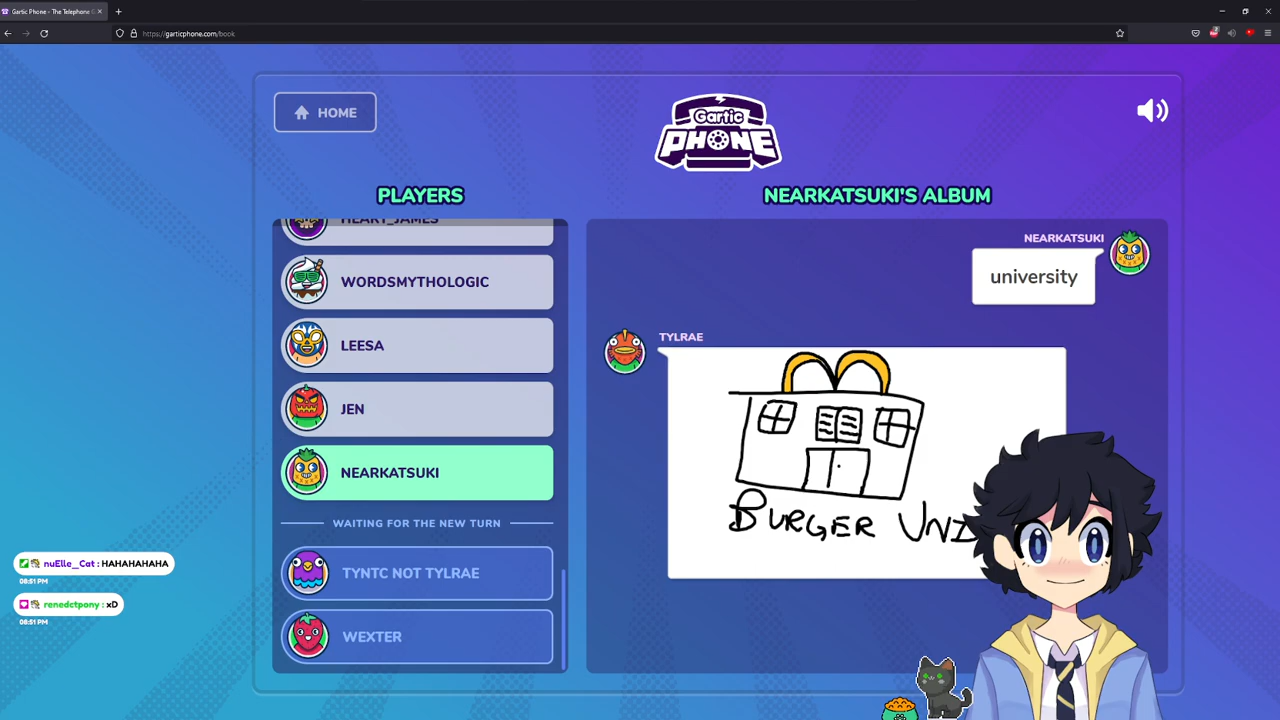 Gartic Phone - The Telephone G
https://garticphone.com/book
HOME
Gartic
PHONE
PLAYERS
HEART_JAMES
WORDSMYTHOLOGIC
LEESA
JEN
NEARKATSUKI
WAITING FOR THE NEW TURN
TYNTC NOT TYLRAE
WEXTER
NEARKATSUKI'S ALBUM
NEARKATSUKI
university
TYLRAE
BURGER UNI
nuElle__Cat : HAHAHAHAHA
08:51 PM
renedctpony : xD
08:51 PM